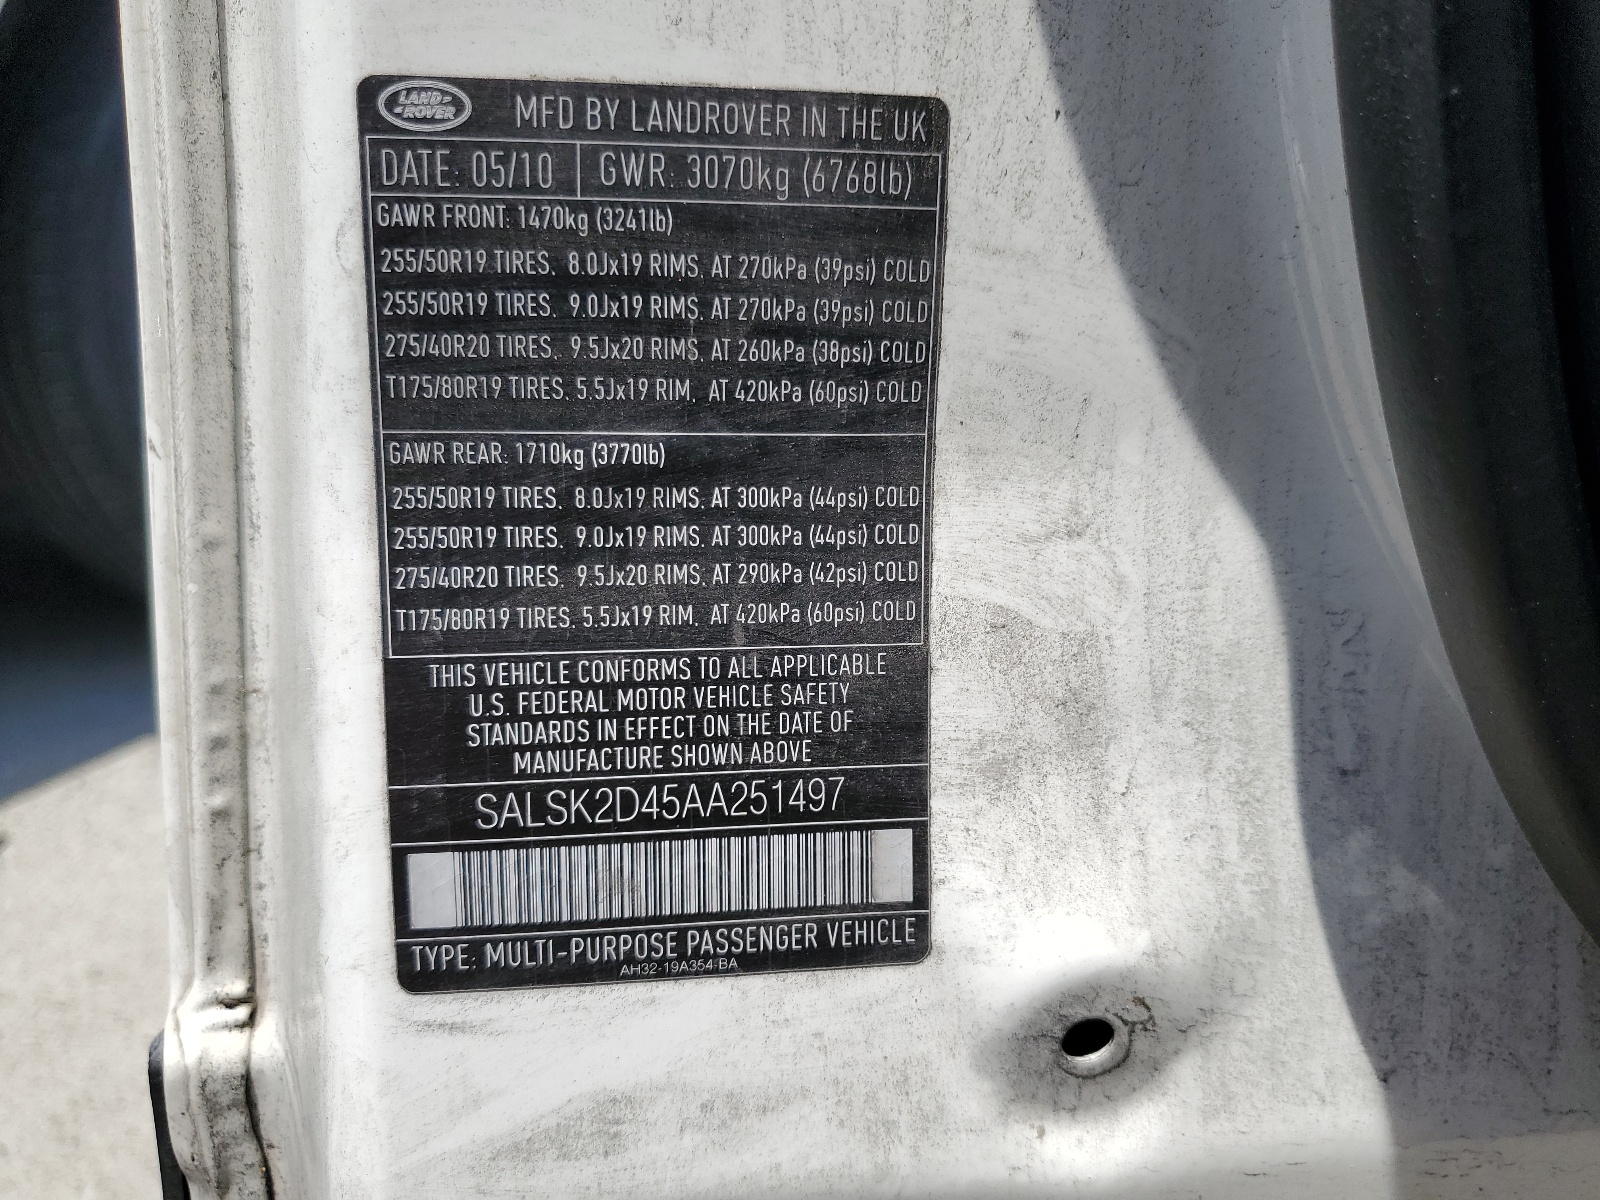 LAND-
-ROVER
MFD BY LANDROVER IN THE UK
DATE: 05/10 GWR: 3070kg (6768lb)
GAWR FRONT: 1470kg (3241lb)
255/50R19 TIRES, 8.0Jx19 RIMS, AT 270kPa (39psi) COLD
255/50R19 TIRES, 9.0Jx19 RIMS, AT 270kPa (39psi) COLD
275/40R20 TIRES, 9.5Jx20 RIMS, AT 260kPa (38psi) COLD
T175/80R19 TIRES, 5.5Jx19 RIM, AT 420kPa (60psi) COLD
GAWR REAR: 1710kg (3770lb)
255/50R19 TIRES, 8.0Jx19 RIMS, AT 300kPa (44psi) COLD
255/50R19 TIRES, 9.0Jx19 RIMS, AT 300kPa (44psi) COLD
275/40R20 TIRES, 9.5Jx20 RIMS, AT 290kPa (42psi) COLD
T175/80R19 TIRES, 5.5Jx19 RIM, AT 420kPa (60psi) COLD
THIS VEHICLE CONFORMS TO ALL APPLICABLE
U.S. FEDERAL MOTOR VEHICLE SAFETY
STANDARDS IN EFFECT ON THE DATE OF
MANUFACTURE SHOWN ABOVE
SALSK2D45AA251497
TYPE: MULTI-PURPOSE PASSENGER VEHICLE
AH32-19A354-BA